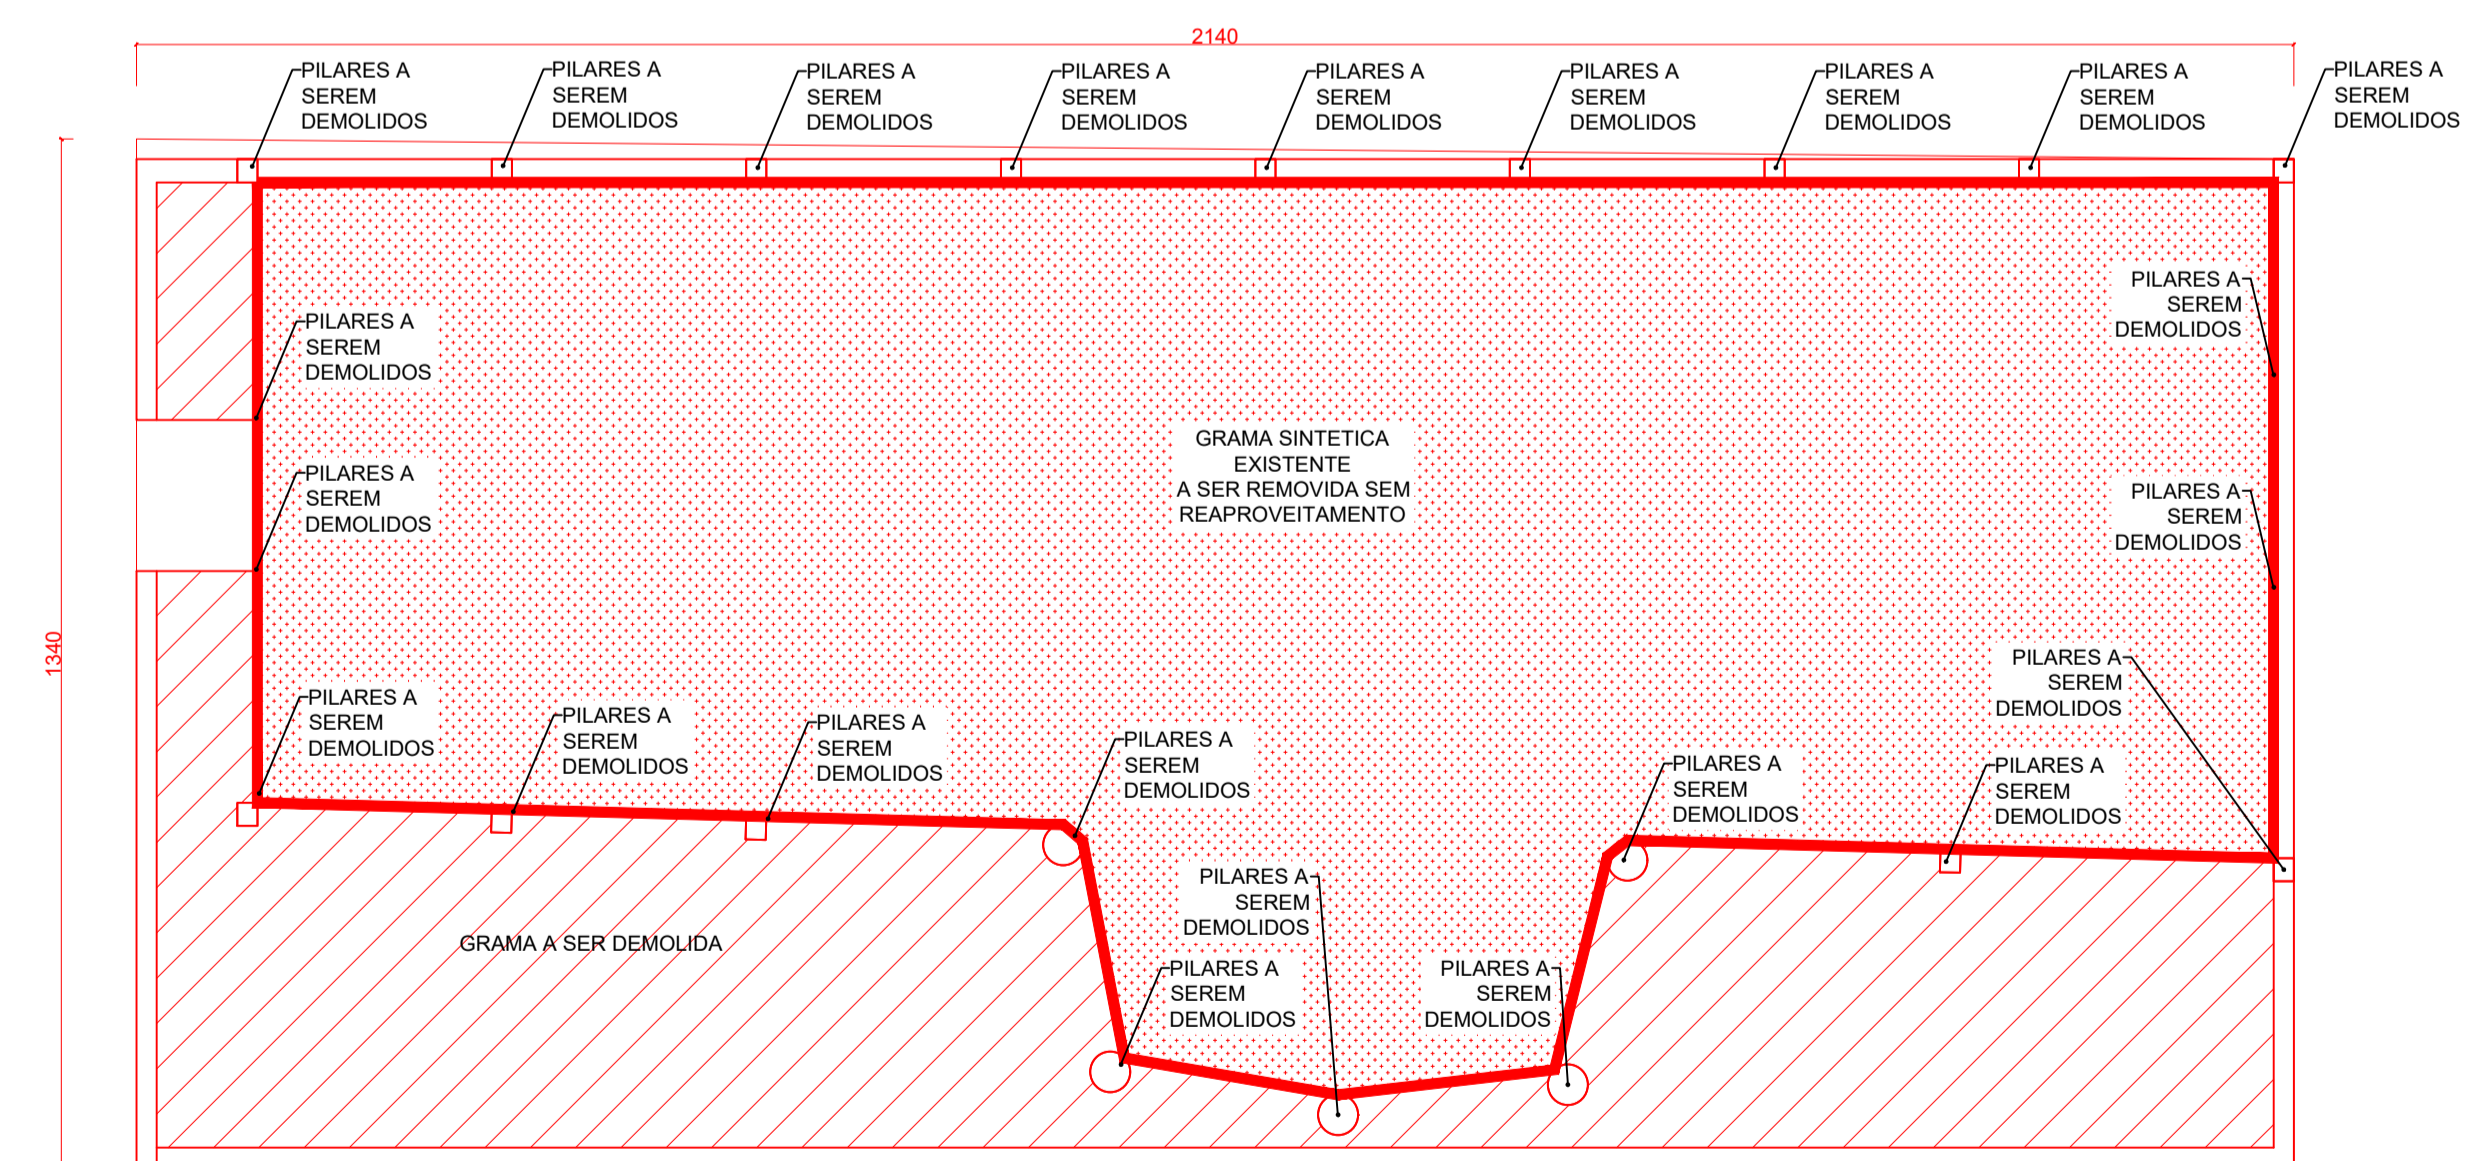 2140
PILARES A
SEREM
DEMOLIDOS
PILARES A
SEREM
DEMOLIDOS
PILARES A
SEREM
DEMOLIDOS
PILARES A
SEREM
DEMOLIDOS
PILARES A
SEREM
DEMOLIDOS
PILARES A
SEREM
DEMOLIDOS
PILARES A
SEREM
DEMOLIDOS
PILARES A
SEREM
DEMOLIDOS
PILARES A
SEREM
DEMOLIDOS
PILARES A
SEREM
DEMOLIDOS
PILARES A
SEREM
DEMOLIDOS
GRAMA SINTETICA
EXISTENTE
A SER REMOVIDA SEM
REAPROVEITAMENTO
PILARES A
SEREM
DEMOLIDOS
PILARES A
SEREM
DEMOLIDOS
1340
PILARES A
SEREM
DEMOLIDOS
PILARES A
SEREM
DEMOLIDOS
PILARES A
SEREM
DEMOLIDOS
PILARES A
SEREM
DEMOLIDOS
PILARES A
SEREM
DEMOLIDOS
PILARES A
SEREM
DEMOLIDOS
PILARES A
SEREM
DEMOLIDOS
PILARES A
SEREM
DEMOLIDOS
GRAMA A SER DEMOLIDA
PILARES A
SEREM
DEMOLIDOS
PILARES A
SEREM
DEMOLIDOS